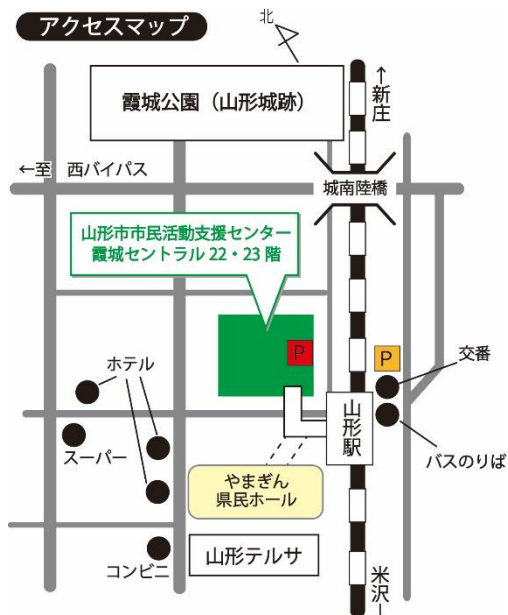 アクセスマップ
北
霞城公園（山形城跡）
↑新庄
←至 西バイパス
城南陸橋
山形市市民活動支援センター
霞城セントラル 22・23 階
P
P
ホテル
交番
山形駅
スーパー
バスのりば
やまぎん
県民ホール
山形テルサ
コンビニ
米沢↓